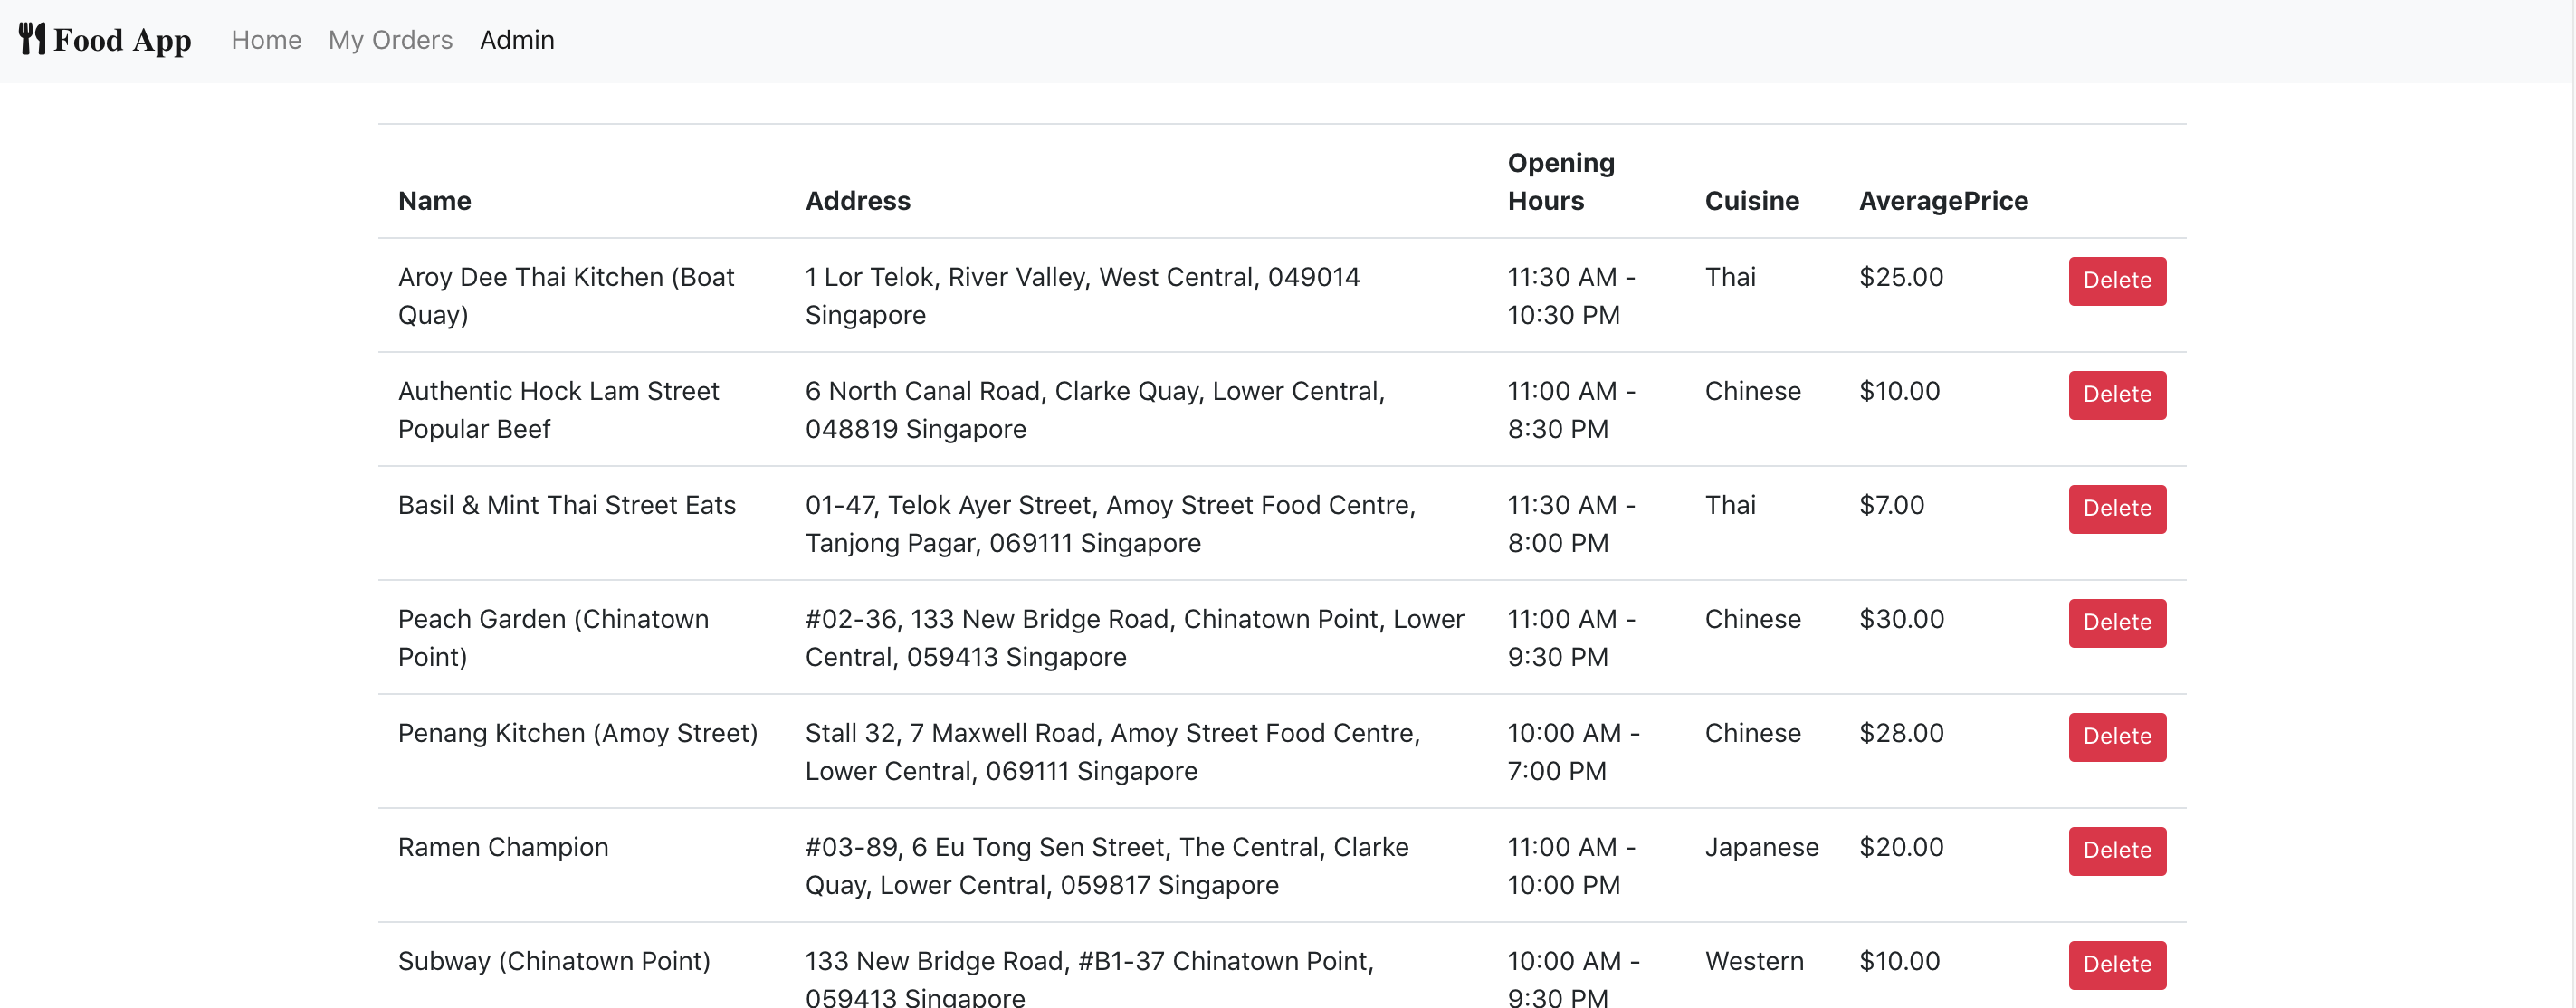 Food App Home My Orders Admin
Name Address Opening Hours Cuisine AveragePrice
Aroy Dee Thai Kitchen (Boat Quay)
1 Lor Telok, River Valley, West Central, 049014 Singapore
11:30 AM - 10:30 PM
Thai
$25.00
Delete
Authentic Hock Lam Street Popular Beef
6 North Canal Road, Clarke Quay, Lower Central, 048819 Singapore
11:00 AM - 8:30 PM
Chinese
$10.00
Delete
Basil & Mint Thai Street Eats
01-47, Telok Ayer Street, Amoy Street Food Centre, Tanjong Pagar, 069111 Singapore
11:30 AM - 8:00 PM
Thai
$7.00
Delete
Peach Garden (Chinatown Point)
#02-36, 133 New Bridge Road, Chinatown Point, Lower Central, 059413 Singapore
11:00 AM - 9:30 PM
Chinese
$30.00
Delete
Penang Kitchen (Amoy Street)
Stall 32, 7 Maxwell Road, Amoy Street Food Centre, Lower Central, 069111 Singapore
10:00 AM - 7:00 PM
Chinese
$28.00
Delete
Ramen Champion
#03-89, 6 Eu Tong Sen Street, The Central, Clarke Quay, Lower Central, 059817 Singapore
11:00 AM - 10:00 PM
Japanese
$20.00
Delete
Subway (Chinatown Point)
133 New Bridge Road, #B1-37 Chinatown Point, 059413 Singapore
10:00 AM - 9:30 PM
Western
$10.00
Delete